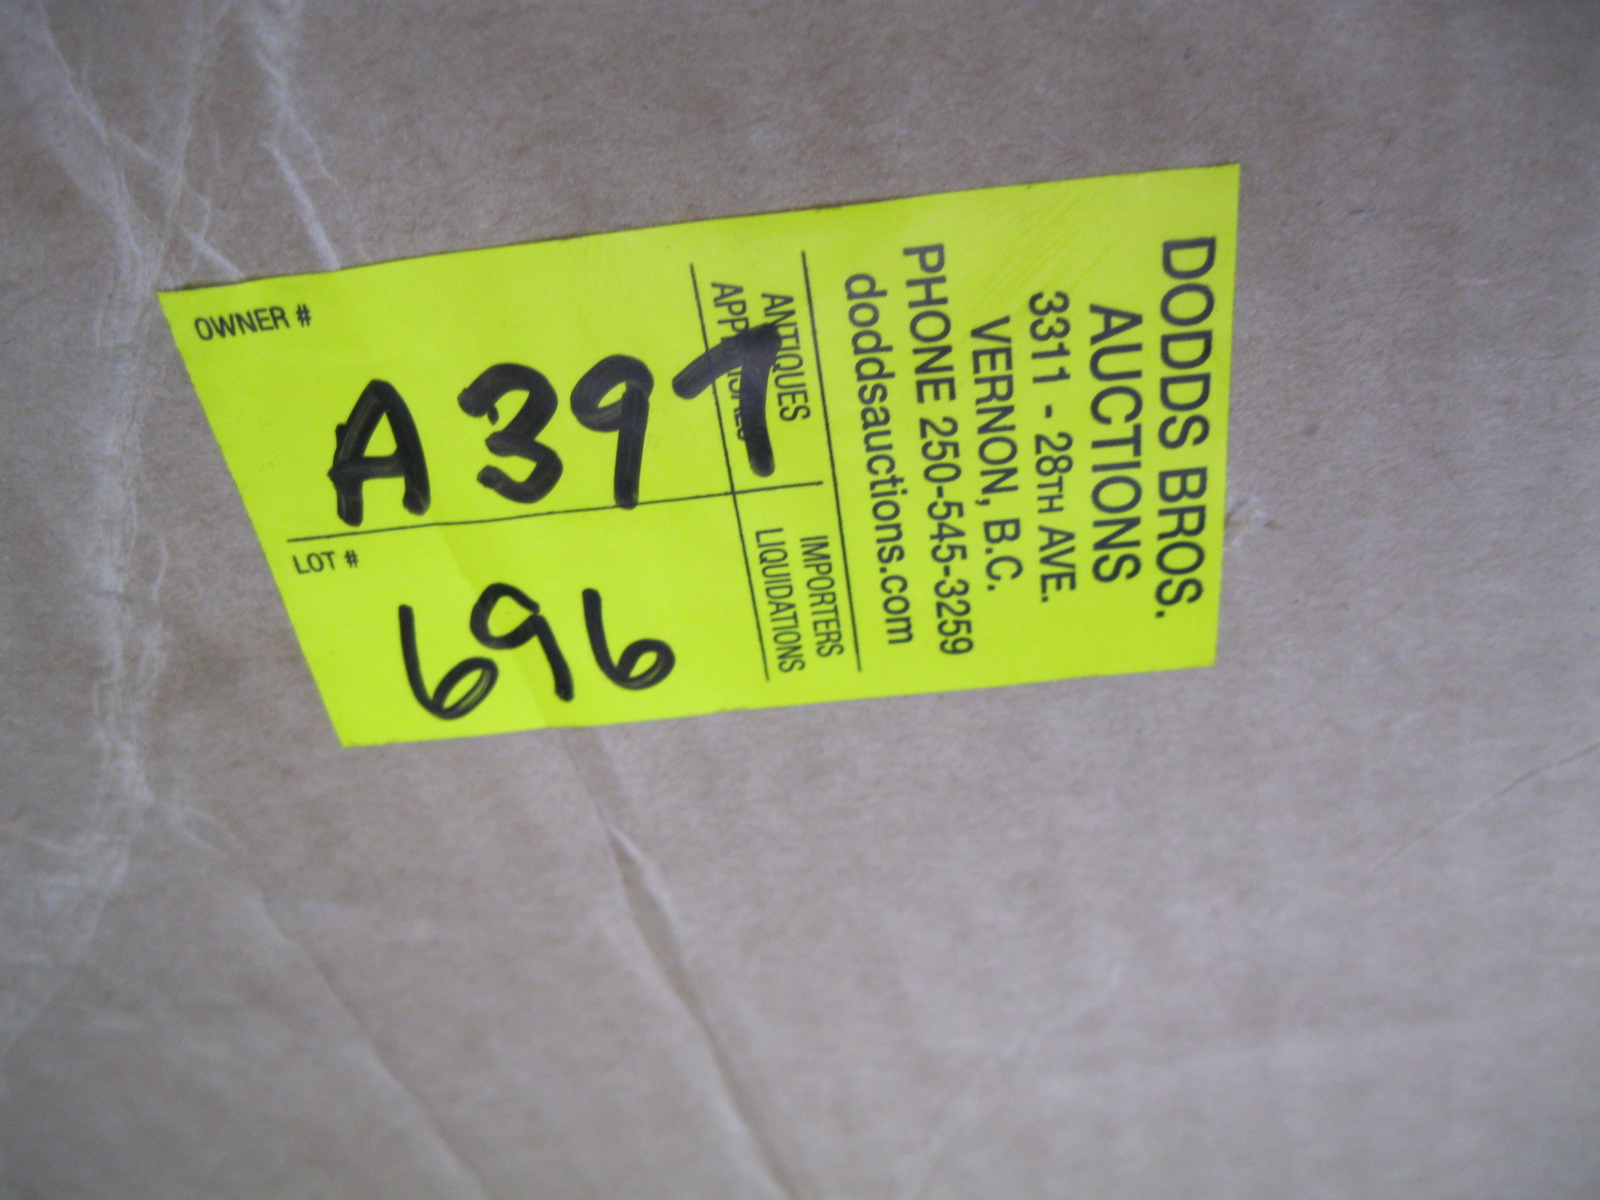 DODDS BROS.
AUCTIONS
3311 - 28TH AVE.
VERNON, B.C.
PHONE 250-545-3259
doddsauctions.com
ANTIQUES IMPORTERS
APPRAISALS LIQUIDATIONS
OWNER #
A397
LOT #
696